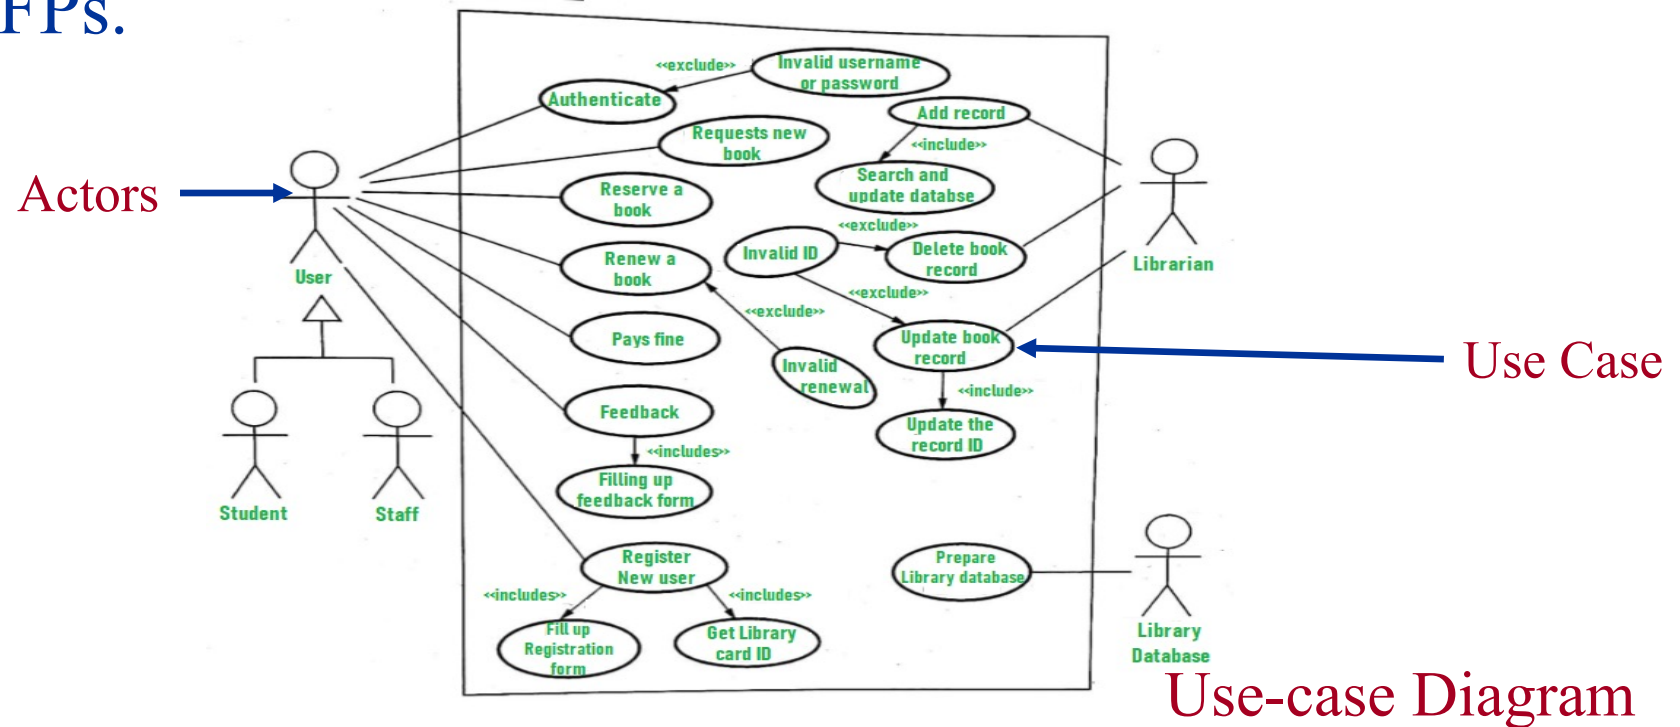 FPs.
<<exclude>>
Invalid username
or password
Authenticate
Add record
Requests new
book
<<include>>
Actors
Reserve a
book
Search and
update databse
<<exclude>>
Renew a
book
Invalid ID
Delete book
record
User
Librarian
<<exclude>>
<<exclude>>
Pays fine
Update book
record
Use Case
Invalid
renewal
<<include>>
Feedback
Update the
record ID
<<includes>>
Filling up
feedback form
Student
Staff
Register
New user
Prepare
Library database
<<includes>>
<<includes>>
Fill up
Registration
form
Get Library
card ID
Library
Database
Use-case Diagram